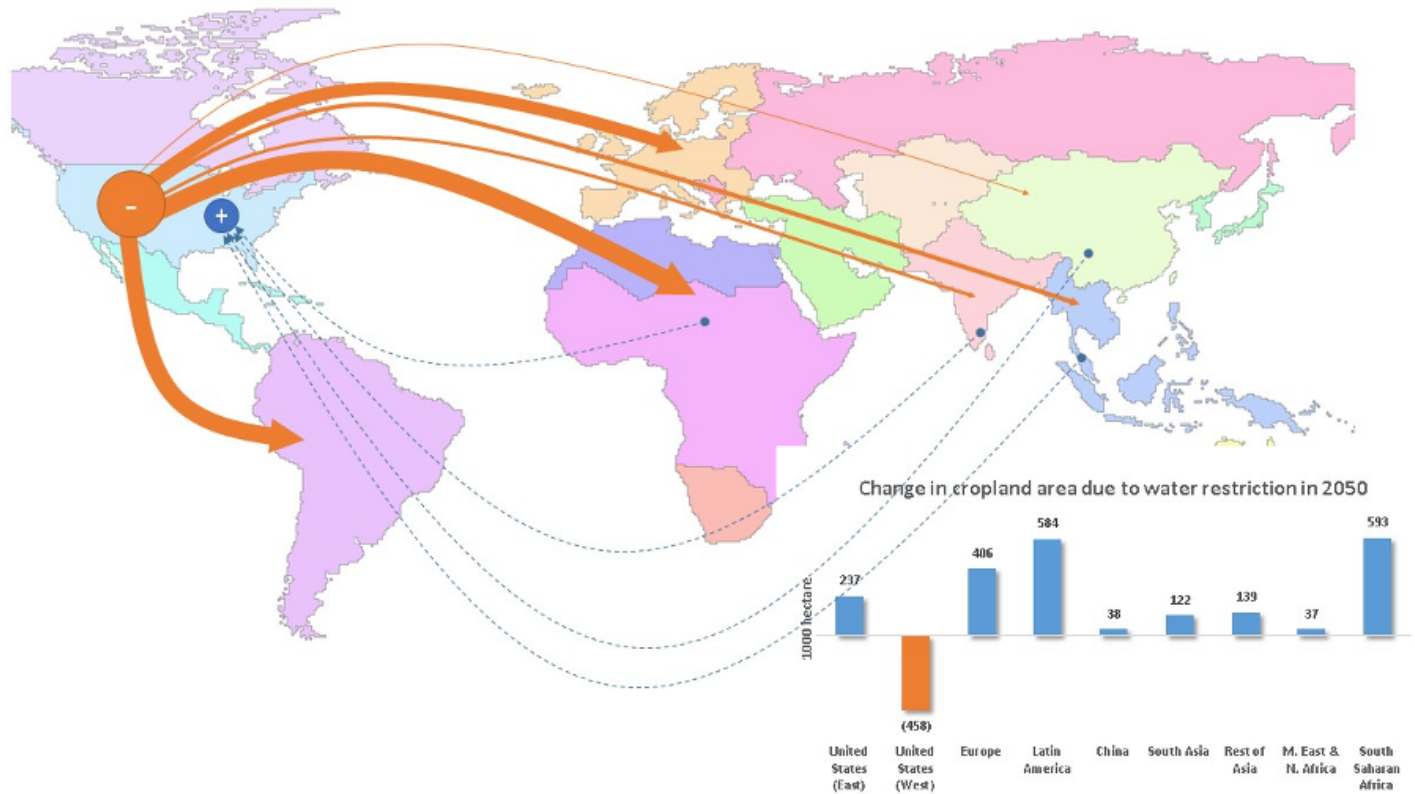 -
+
Change in cropland area due to water restriction in 2050
1000 hectare
237
(458)
406
584
38
122
139
37
593
United States (East)
United States (West)
Europe
Latin America
China
South Asia
Rest of Asia
M. East & N. Africa
South Saharan Africa